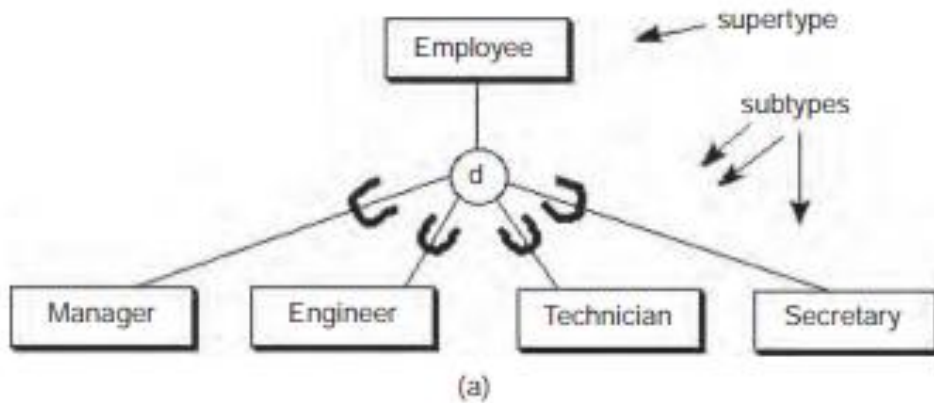 supertype
Employee
subtypes
d
Manager
Engineer
Technician
Secretary
(a)